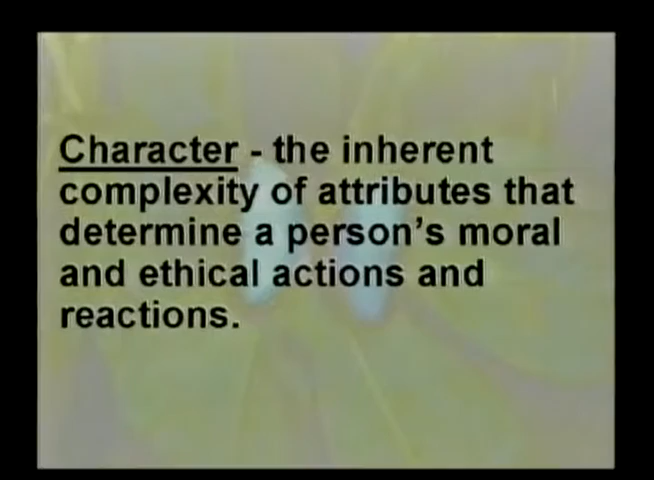 Character - the inherent
complexity of attributes that
determine a person's moral
and ethical actions and
reactions.